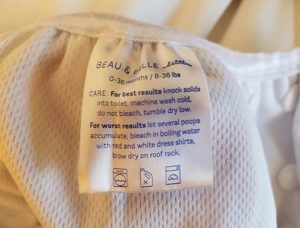 BEAU & BELLE littles
0-36 months / 8-36 lbs
CARE: For best results knock solids
into toilet, machine wash cold,
do not bleach, tumble dry low.
For worst results let several poops
accumulate, bleach in boiling water
with red and white dress shirts,
blow dry on roof rack.